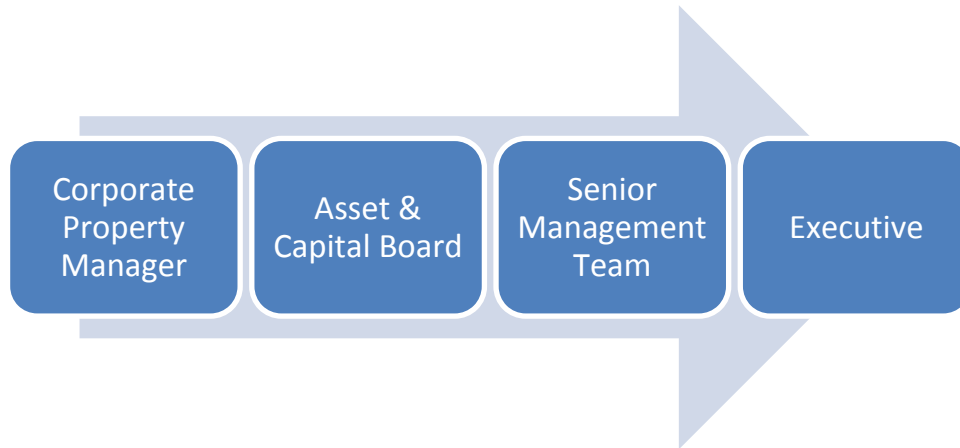 Corporate
Property
Manager
Asset &
Capital Board
Senior
Management
Team
Executive